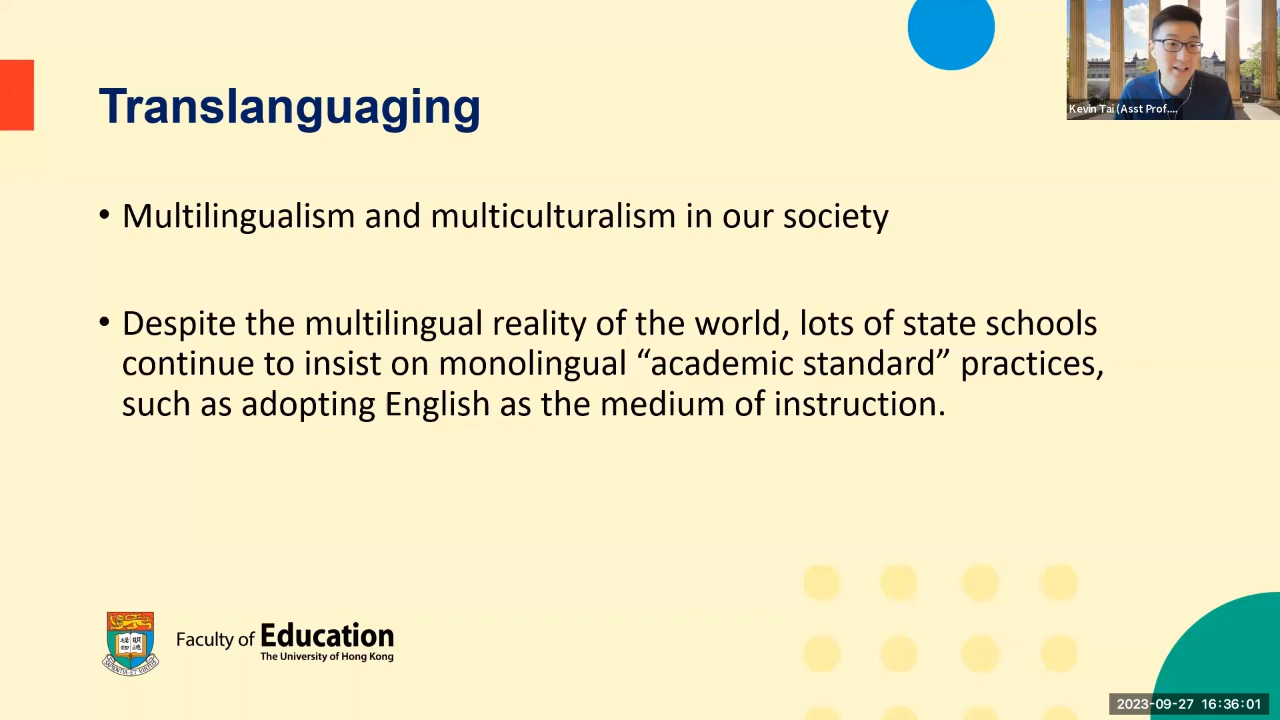 Kevin Tai (Asst Prof....
Translanguaging
• Multilingualism and multiculturalism in our society
• Despite the multilingual reality of the world, lots of state schools
continue to insist on monolingual “academic standard” practices,
such as adopting English as the medium of instruction.
Faculty of Education
The University of Hong Kong
2023-09-27 16:36:01